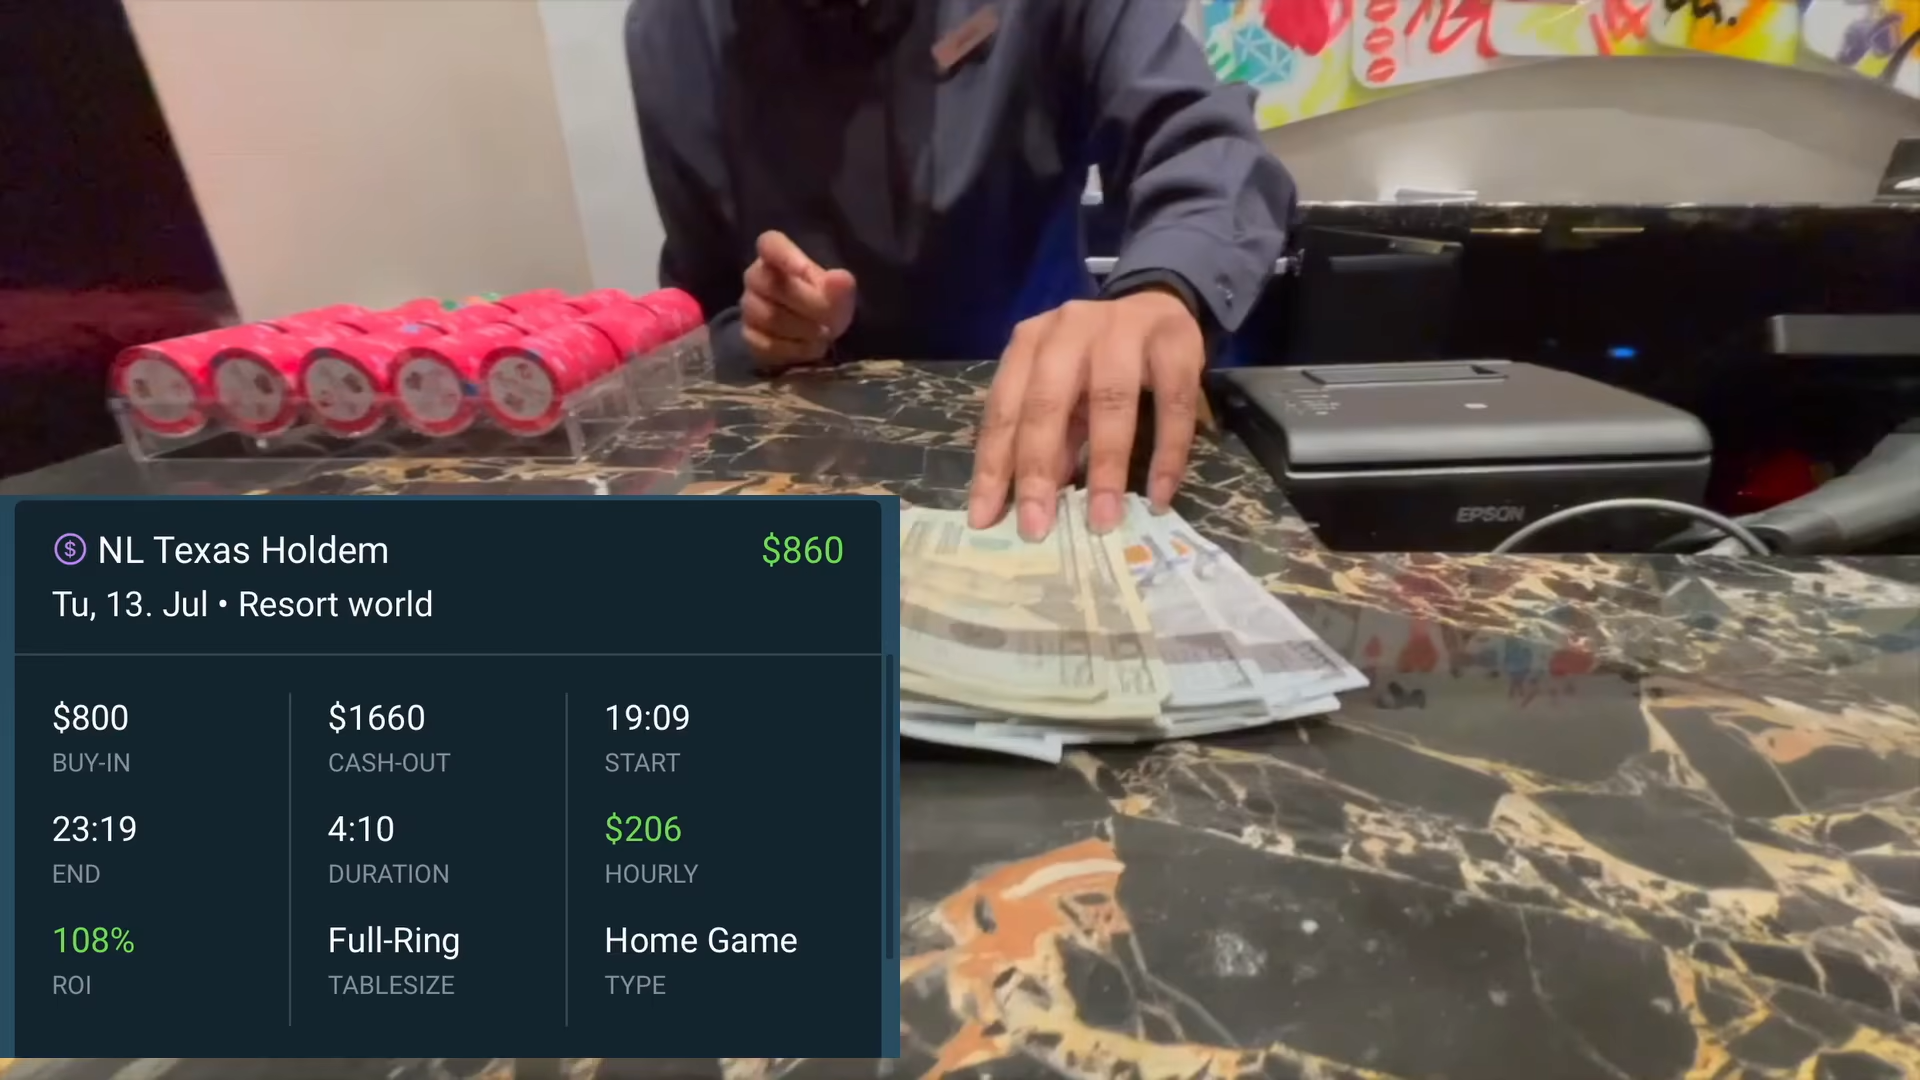 EPSON
NL Texas Holdem
$860
Tu, 13. Jul • Resort world
$800
BUY-IN
$1660
CASH-OUT
19:09
START
23:19
END
4:10
DURATION
$206
HOURLY
108%
ROI
Full-Ring
TABLESIZE
Home Game
TYPE